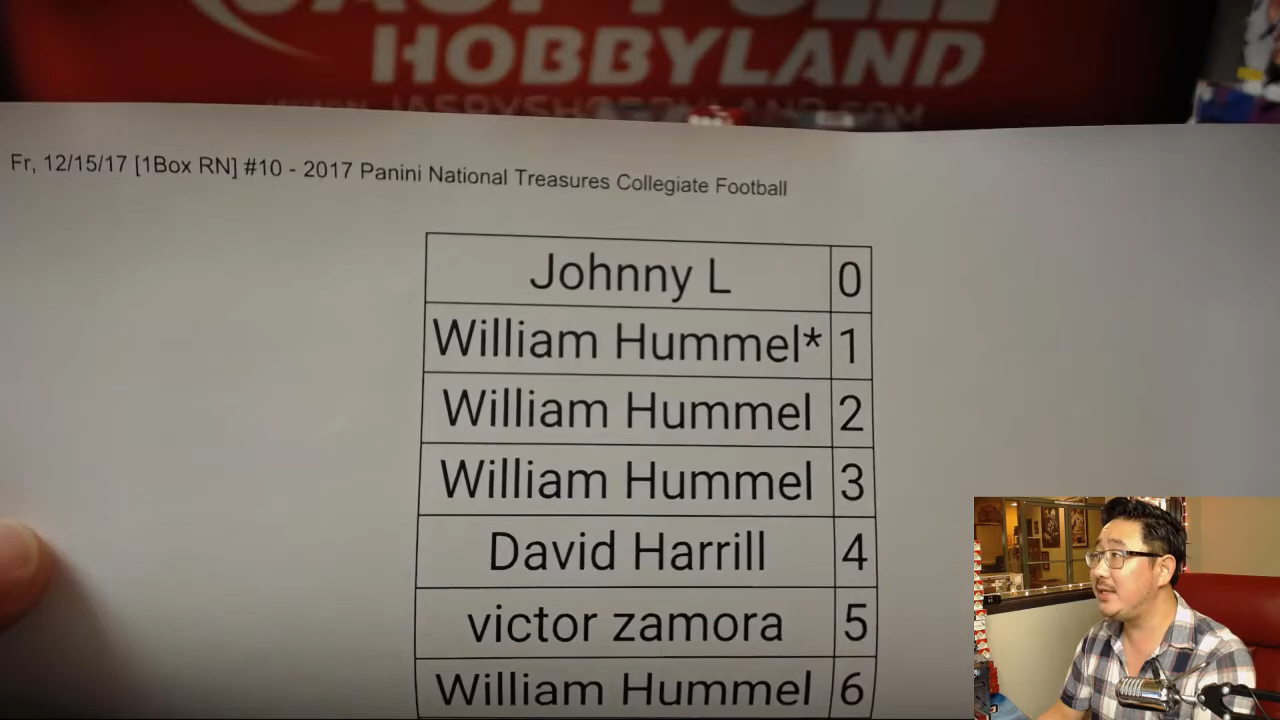 HOBBYLAND
Fr, 12/15/17 [1Box RN] #10 - 2017 Panini National Treasures Collegiate Football
Johnny L 0
William Hummel* 1
William Hummel 2
William Hummel 3
David Harrill 4
victor zamora 5
William Hummel 6